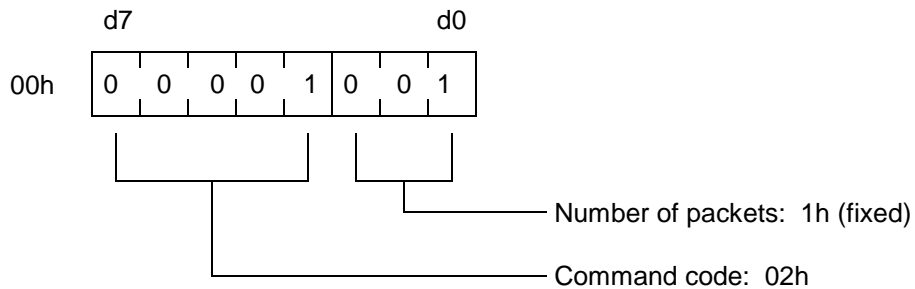 d7 d0
00h 0 0 0 0 1 0 0 1
Number of packets: 1h (fixed)
Command code: 02h